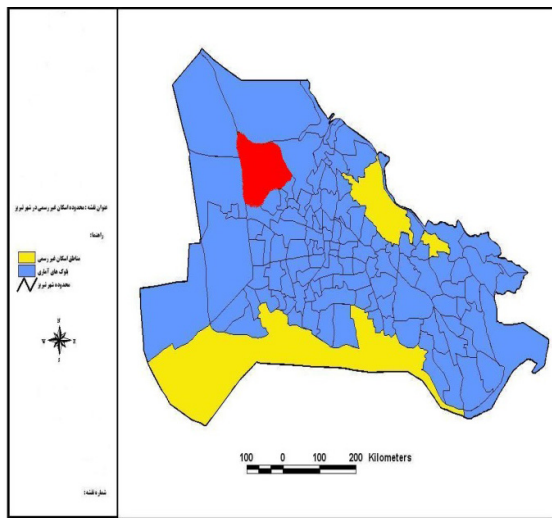 عنوان نقشه : محدوده اسکان غیر رسمی در شهر تبریز
راهنما:
مناطق اسکان غیر رسمی
بلوک های آماری
محدوده شهر تبریز
N
W E
S
100 0 100 200 Kilometers
شماره نقشه :